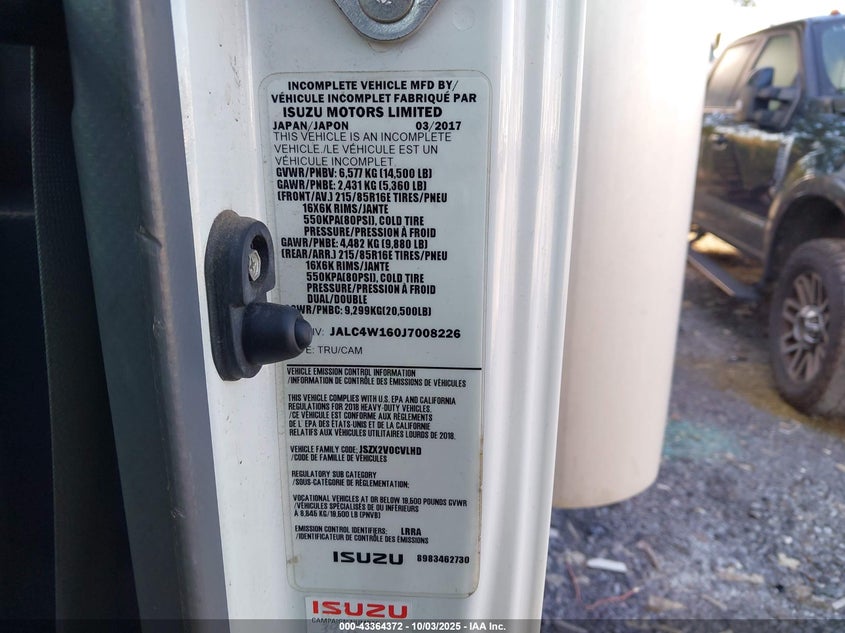 INCOMPLETE VEHICLE MFD BY/
VÉHICULE INCOMPLET FABRIQUÉ PAR
ISUZU MOTORS LIMITED
JAPAN/JAPON 03/2017
THIS VEHICLE IS AN INCOMPLETE
VEHICLE./LE VÉHICULE EST UN
VÉHICULE INCOMPLET.
GVWR/PNBV: 6,577 KG (14,500 LB)
GAWR/PNBE: 2,431 KG (5,360 LB)
(FRONT/AV.) 215/85R16E TIRES/PNEU
16X6K RIMS/JANTE
550KPA(80PSI), COLD TIRE
PRESSURE/PRESSION À FROID
GAWR/PNBE: 4,482 KG (9,880 LB)
(REAR/ARR.) 215/85R16E TIRES/PNEU
16X6K RIMS/JANTE
550KPA(80PSI), COLD TIRE
PRESSURE/PRESSION À FROID
DUAL/DOUBLE
WR/PNBC: 9,299KG(20,500LB)
IV: JALC4W160J7008226
E: TRU/CAM
VEHICLE EMISSION CONTROL INFORMATION
/INFORMATION DE CONTRÔLE DES ÉMISSIONS DE VÉHICULES
THIS VEHICLE COMPLIES WITH U.S. EPA AND CALIFORNIA
REGULATIONS FOR 2018 HEAVY-DUTY VEHICLES.
/CE VÉHICULE EST CONFORME AUX RÈGLEMENTS
DE L' EPA DES ÉTATS-UNIS ET DE LA CALIFORNIE
RELATIFS AUX VÉHICULES UTILITAIRES LOURDS DE 2018.
VEHICLE FAMILY CODE: JSZX2VOCVLHD
/CODE DE FAMILLE DE VÉHICULES
REGULATORY SUB CATEGORY
/SOUS-CATÉGORIE DE RÉGLEMENTATION:
VOCATIONAL VEHICLES AT OR BELOW 19,500 POUNDS GVWR
/VÉHICULES SPÉCIALISÉS DE OU INFÉRIEURS
À 8,845 KG/19,500 LB (PNVB)
EMISSION CONTROL IDENTIFIERS: LRRA
/IDENTIFICATEUR DE CONTRÔLE DES ÉMISSIONS
ISUZU 8983462730
ISUZU
000-43364372 - 10/03/2025 - IAA Inc.